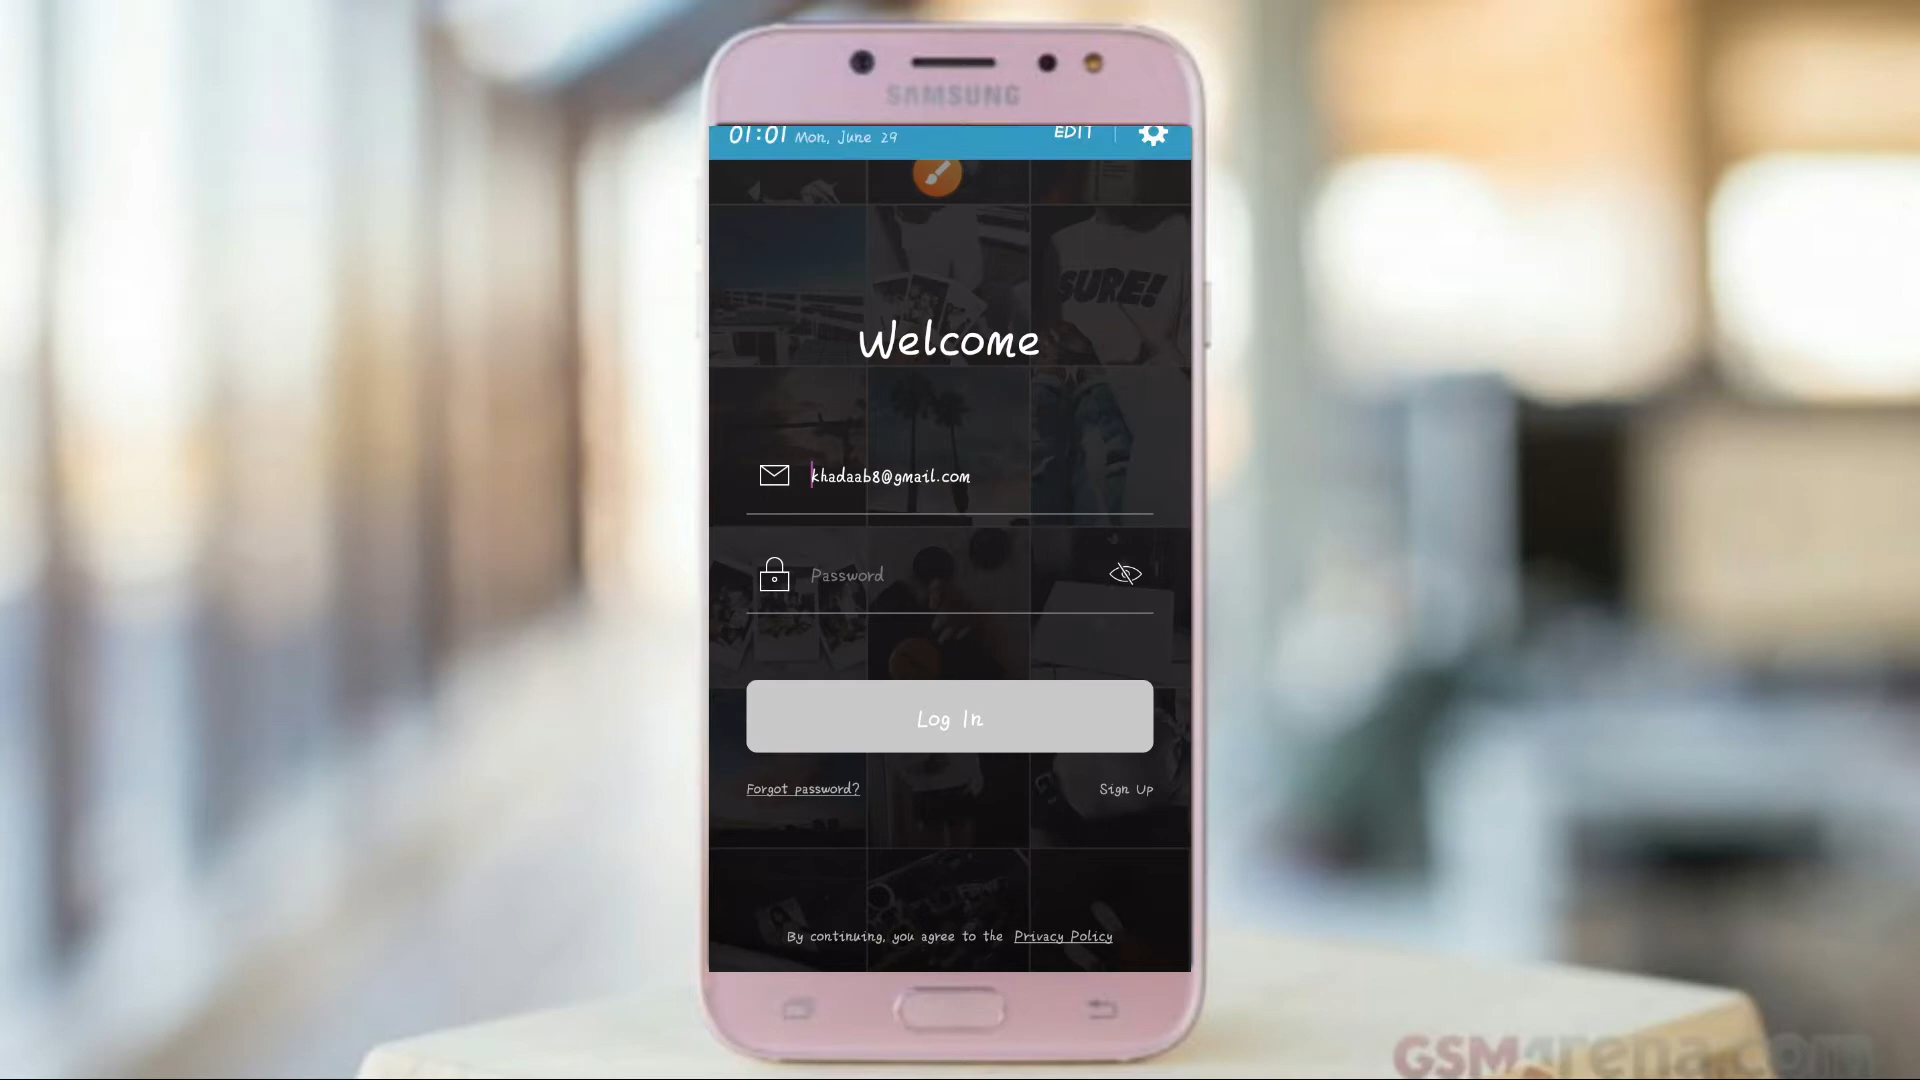 SAMSUNG
01:01 Mon, June 29 EDIT
SURE!
Welcome
khadaab8@gmail.com
Password
Log In
Forgot password? Sign Up
By continuing, you agree to the Privacy Policy
GSMArena.com